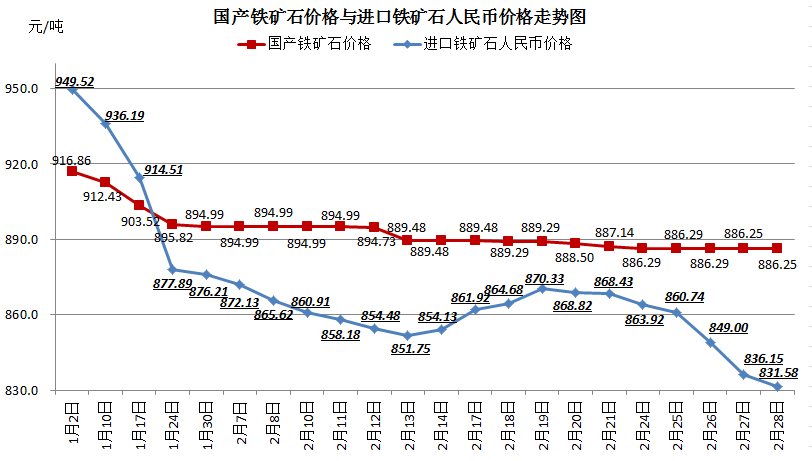 国产铁矿石价格与进口铁矿石人民币价格走势图
元/吨
国产铁矿石价格 进口铁矿石人民币价格
950.0
920.0
890.0
860.0
830.0
916.86 912.43 903.52 895.82 894.99 894.99 894.99 894.99 894.99 894.73 889.48 889.48 889.48 889.29 889.29 888.50 887.14 886.29 886.29 886.29 886.25 886.25
949.52 936.19 914.51 877.89 876.21 872.13 865.62 860.91 858.18 854.48 851.75 854.13 861.92 864.68 870.33 868.82 868.43 863.92 860.74 849.00 836.15 831.58
1月2日 1月10日 1月17日 1月24日 1月30日 2月7日 2月8日 2月10日 2月11日 2月12日 2月13日 2月14日 2月17日 2月18日 2月19日 2月20日 2月21日 2月24日 2月25日 2月26日 2月27日 2月28日